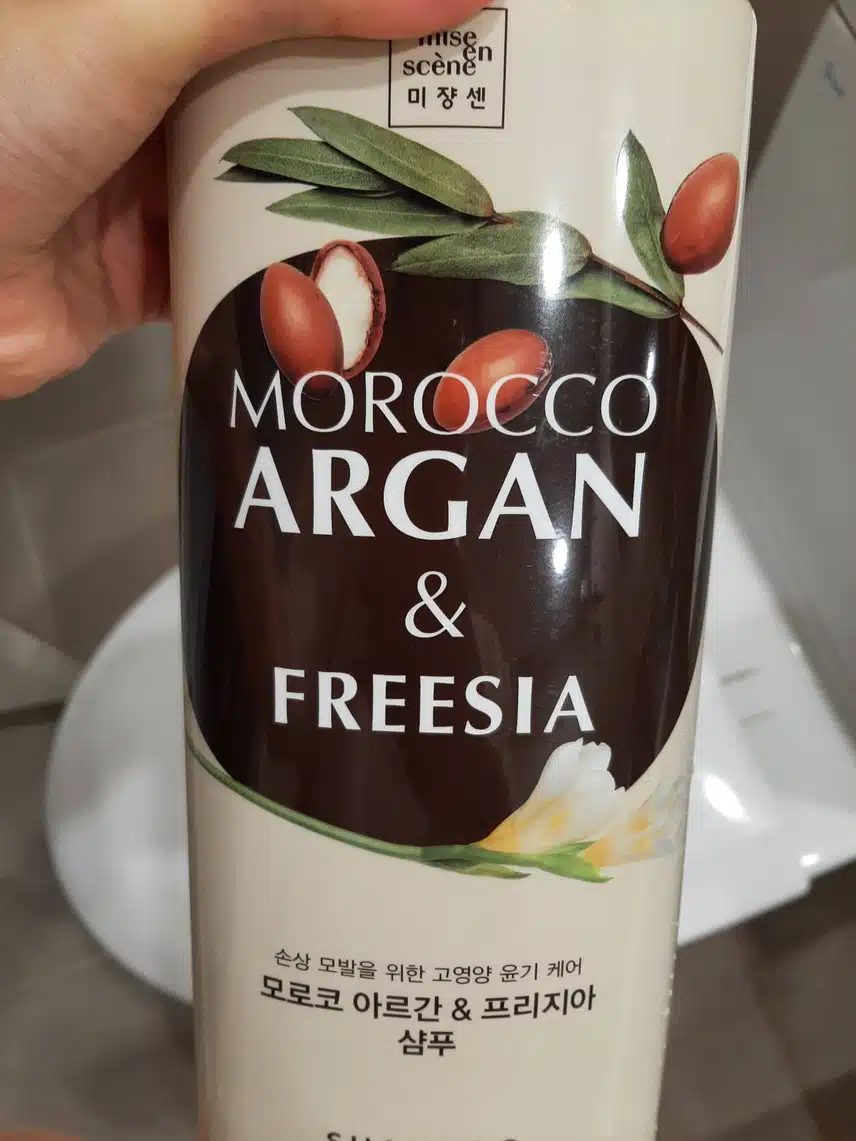 mise
en
scène
미쟝센
MOROCCO
ARGAN
&
FREESIA
손상 모발을 위한 고영양 윤기 케어
모로코 아르간 & 프리지아
샴푸